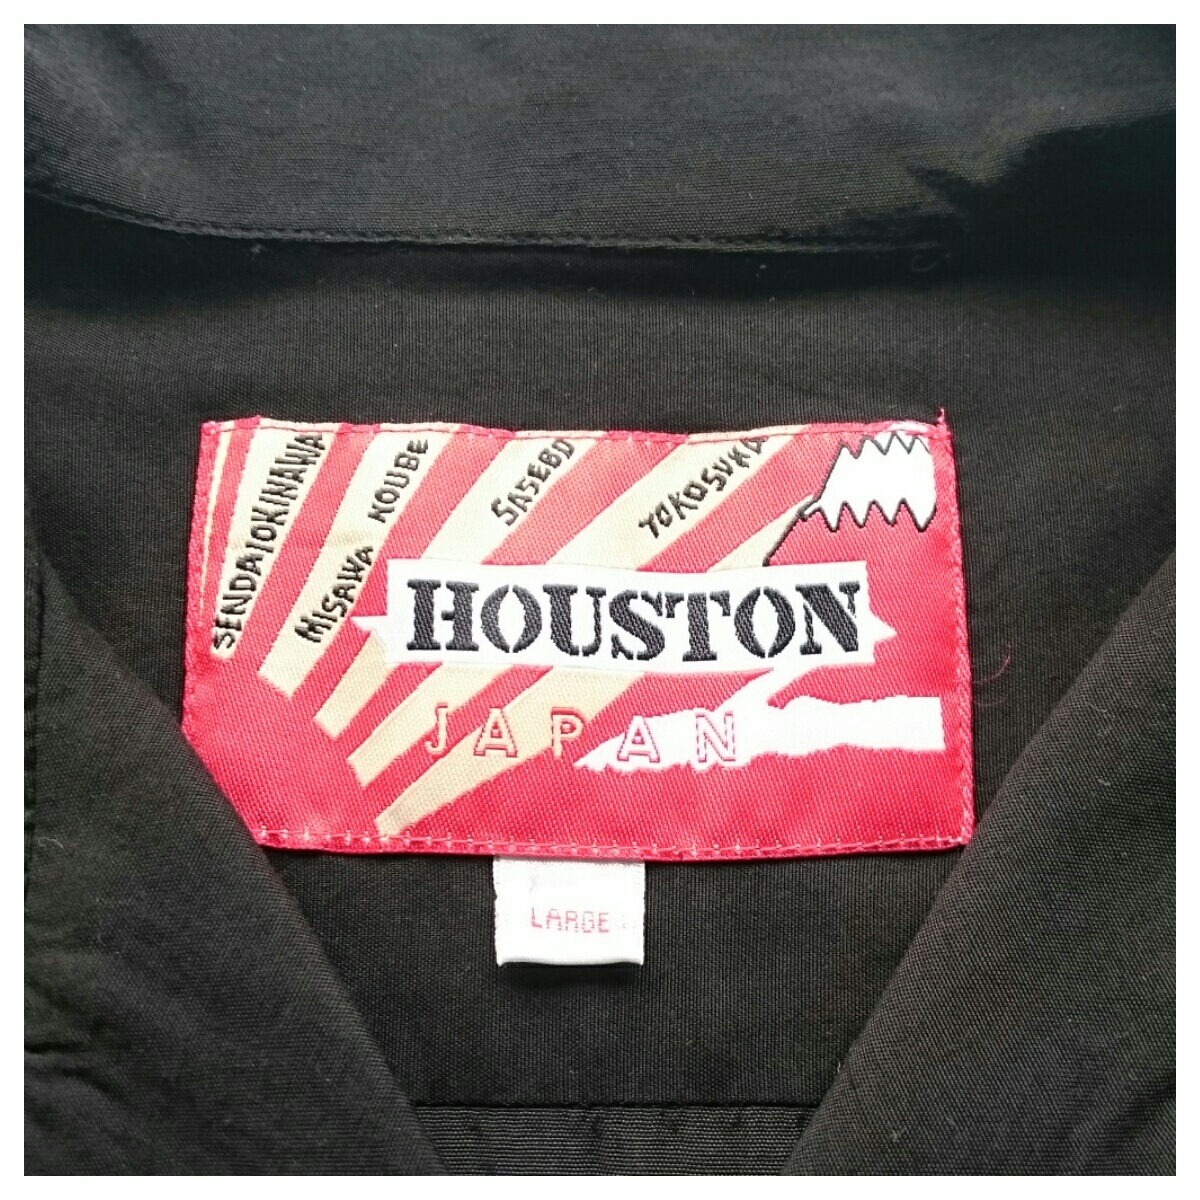 SENDAI OKINAWA
MISAWA KOUBE
SASEBO
YOKOSUKA
HOUSTON
JAPAN
LARGE